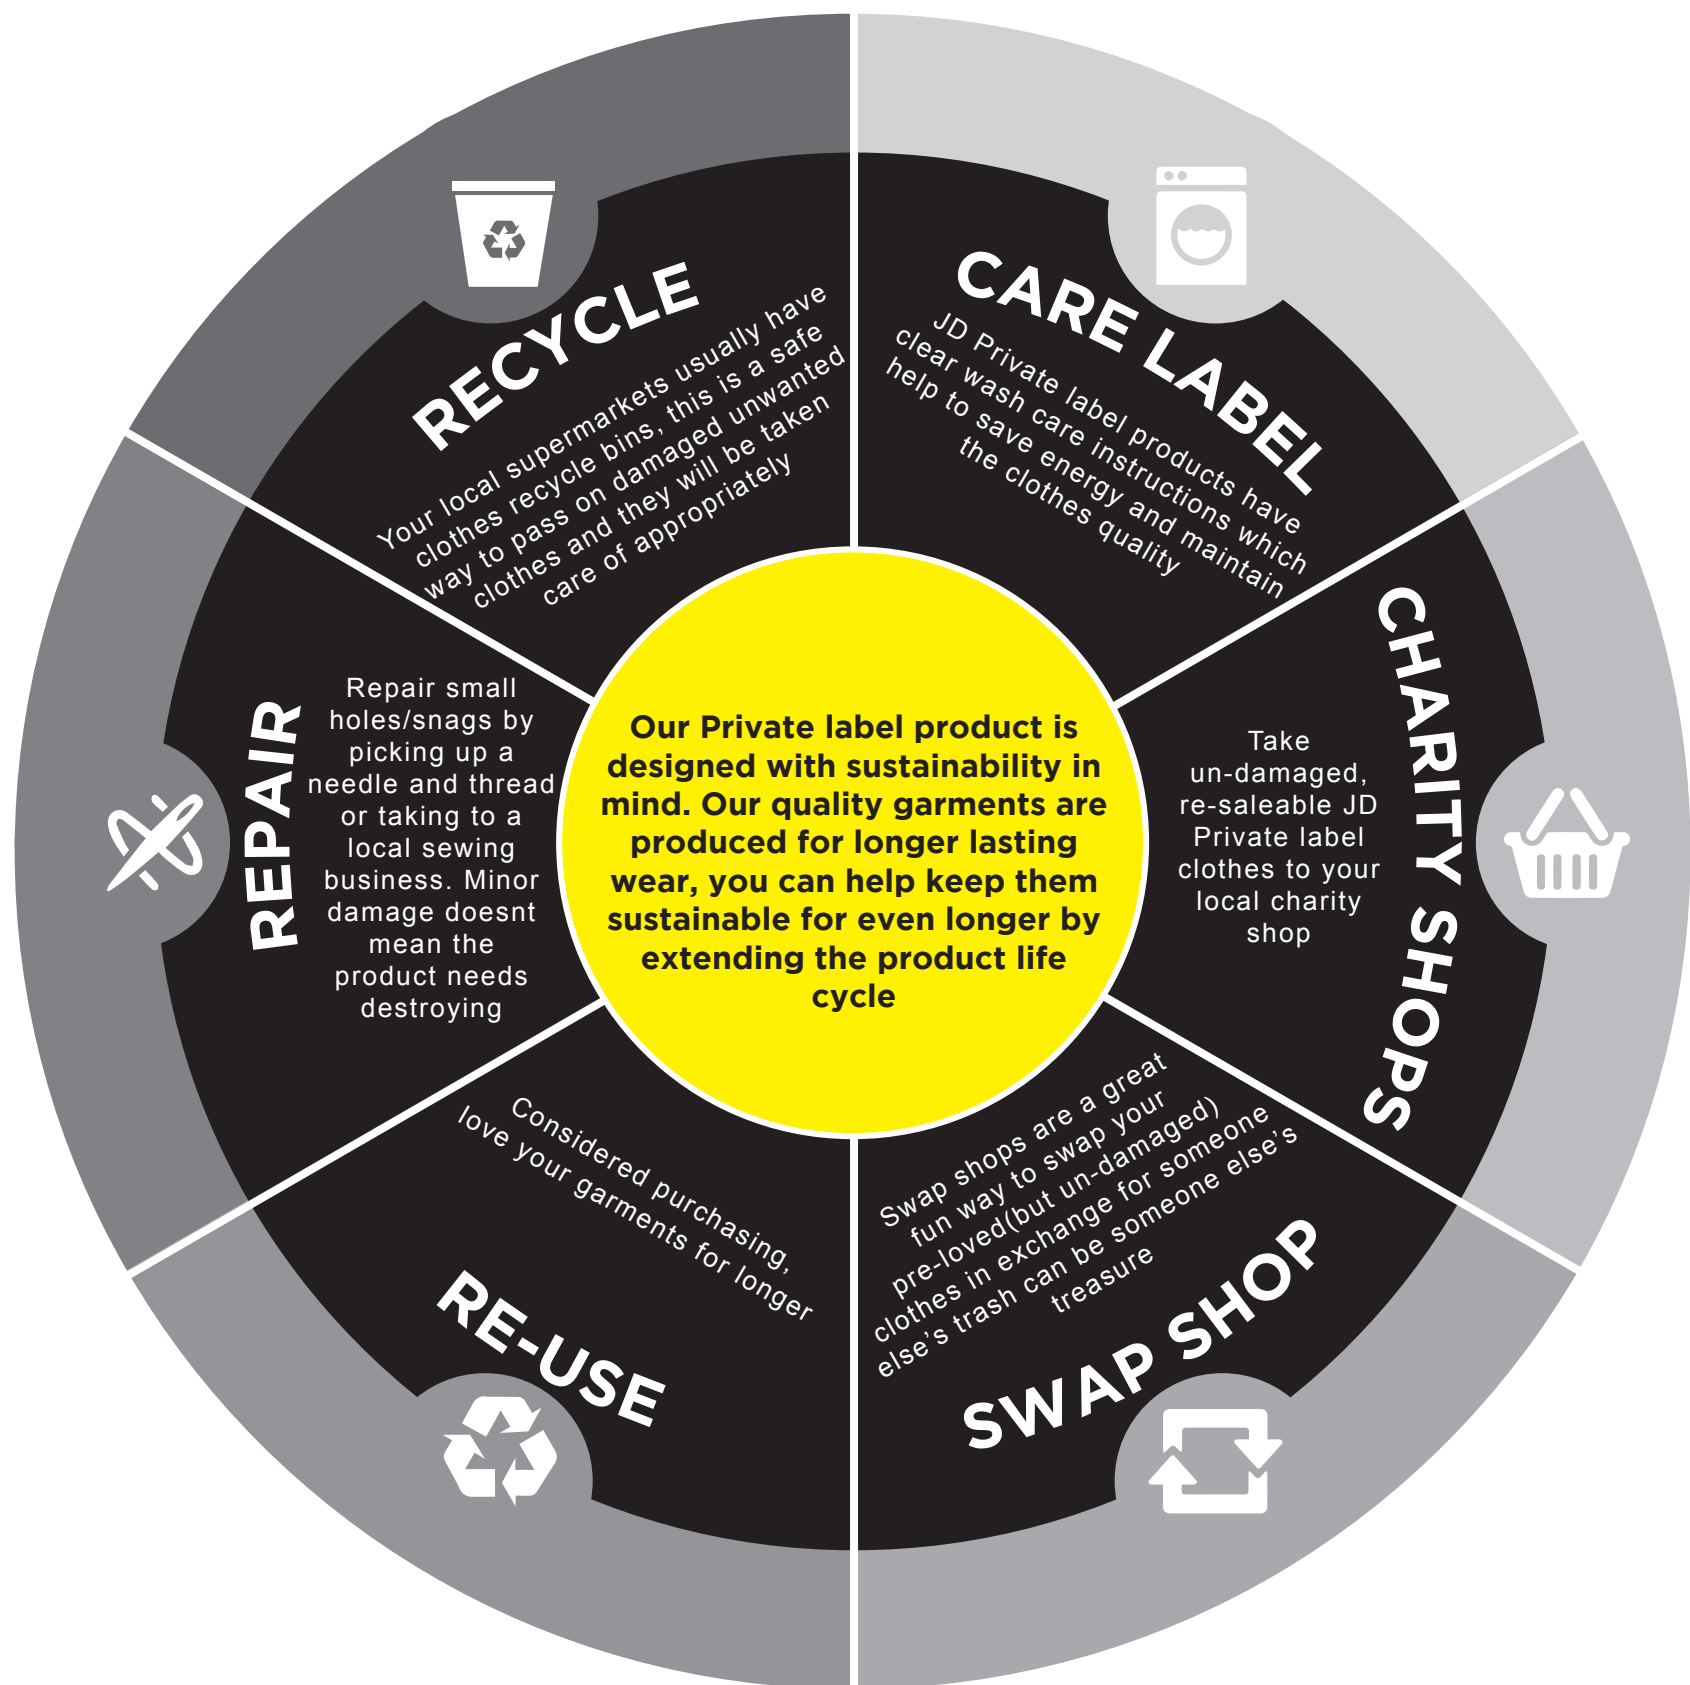 RECYCLE
Your local supermarkets usually have
clothes recycle bins, this is a safe
way to pass on damaged unwanted
clothes and they will be taken
care of appropriately
CARE LABEL
JD Private label products have
clear wash care instructions which
help to save energy and maintain
the clothes quality
CHARITY SHOPS
Take
un-damaged,
re-saleable JD
Private label
clothes to your
local charity
shop
SWAP SHOP
Swap shops are a great
fun way to swap your
pre-loved(but un-damaged)
clothes in exchange for someone
else's trash can be someone else's
treasure
RE-USE
Considered purchasing,
love your garments for longer
REPAIR
Repair small
holes/snags by
picking up a
needle and thread
or taking to a
local sewing
business. Minor
damage doesnt
mean the
product needs
destroying
Our Private label product is
designed with sustainability in
mind. Our quality garments are
produced for longer lasting
wear, you can help keep them
sustainable for even longer by
extending the product life
cycle